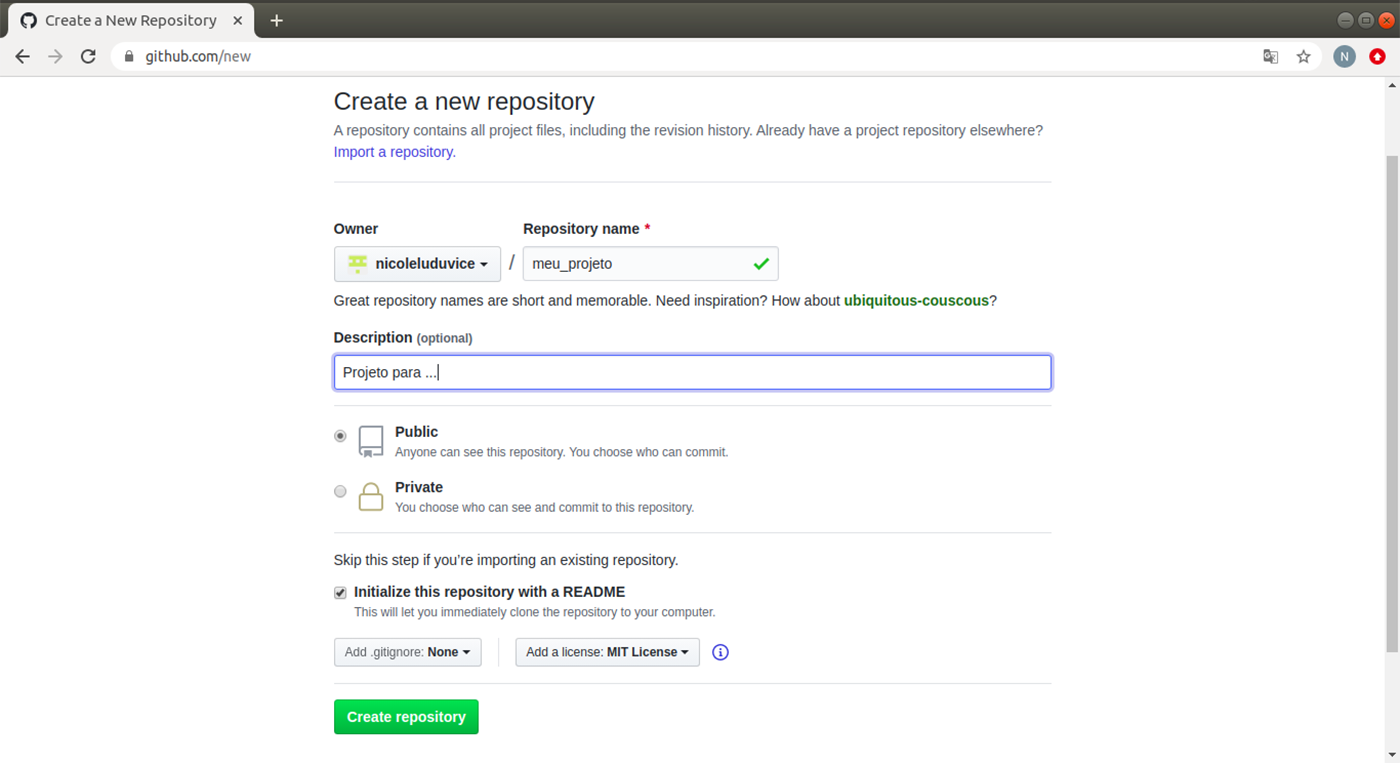 Create a New Repository
github.com/new
N
Create a new repository
A repository contains all project files, including the revision history. Already have a project repository elsewhere?
Import a repository.
Owner
Repository name *
nicoleluduvice / meu_projeto
Great repository names are short and memorable. Need inspiration? How about ubiquitous-couscous?
Description (optional)
Projeto para ...
Public
Anyone can see this repository. You choose who can commit.
Private
You choose who can see and commit to this repository.
Skip this step if you’re importing an existing repository.
Initialize this repository with a README
This will let you immediately clone the repository to your computer.
Add .gitignore: None
Add a license: MIT License
Create repository